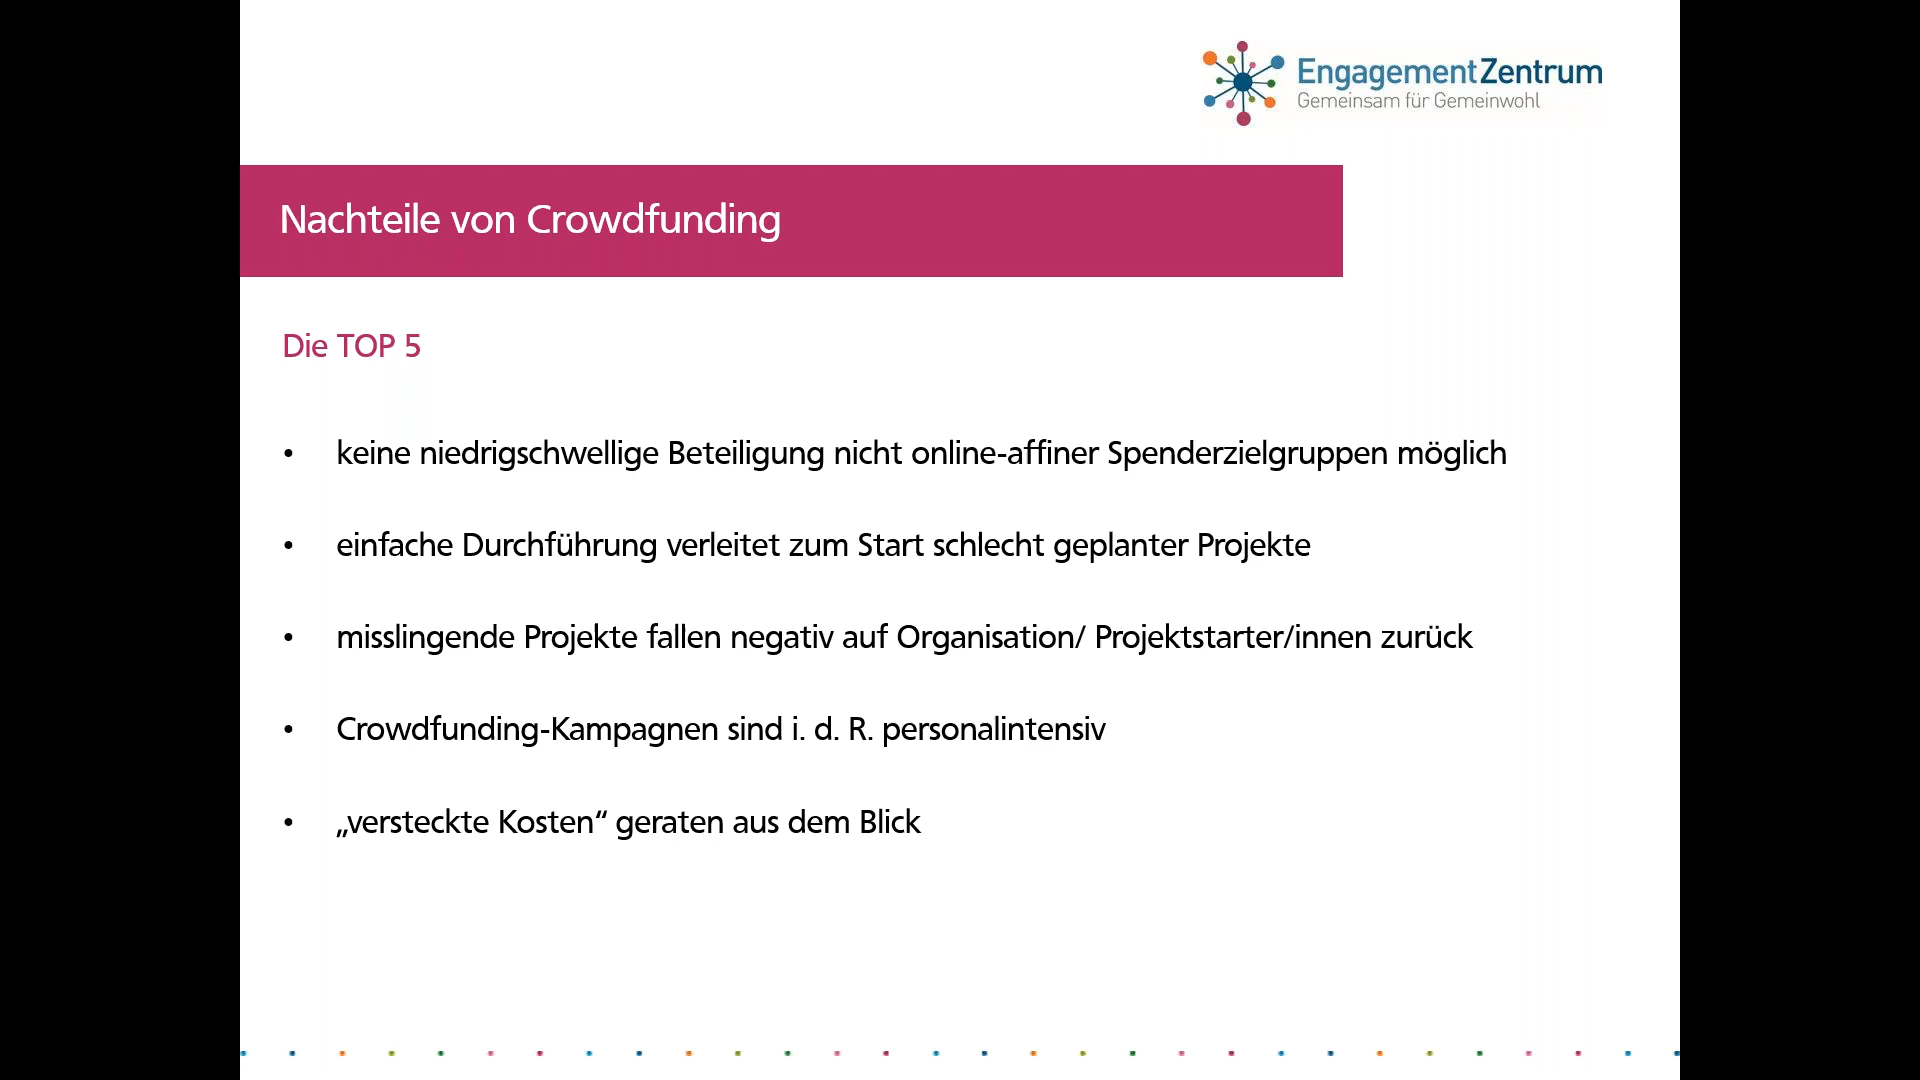 EngagementZentrum
Gemeinsam für Gemeinwohl
Nachteile von Crowdfunding
Die TOP 5
• keine niedrigschwellige Beteiligung nicht online-affiner Spenderzielgruppen möglich
• einfache Durchführung verleitet zum Start schlecht geplanter Projekte
• misslingende Projekte fallen negativ auf Organisation/ Projektstarter/innen zurück
• Crowdfunding-Kampagnen sind i. d. R. personalintensiv
• „versteckte Kosten“ geraten aus dem Blick